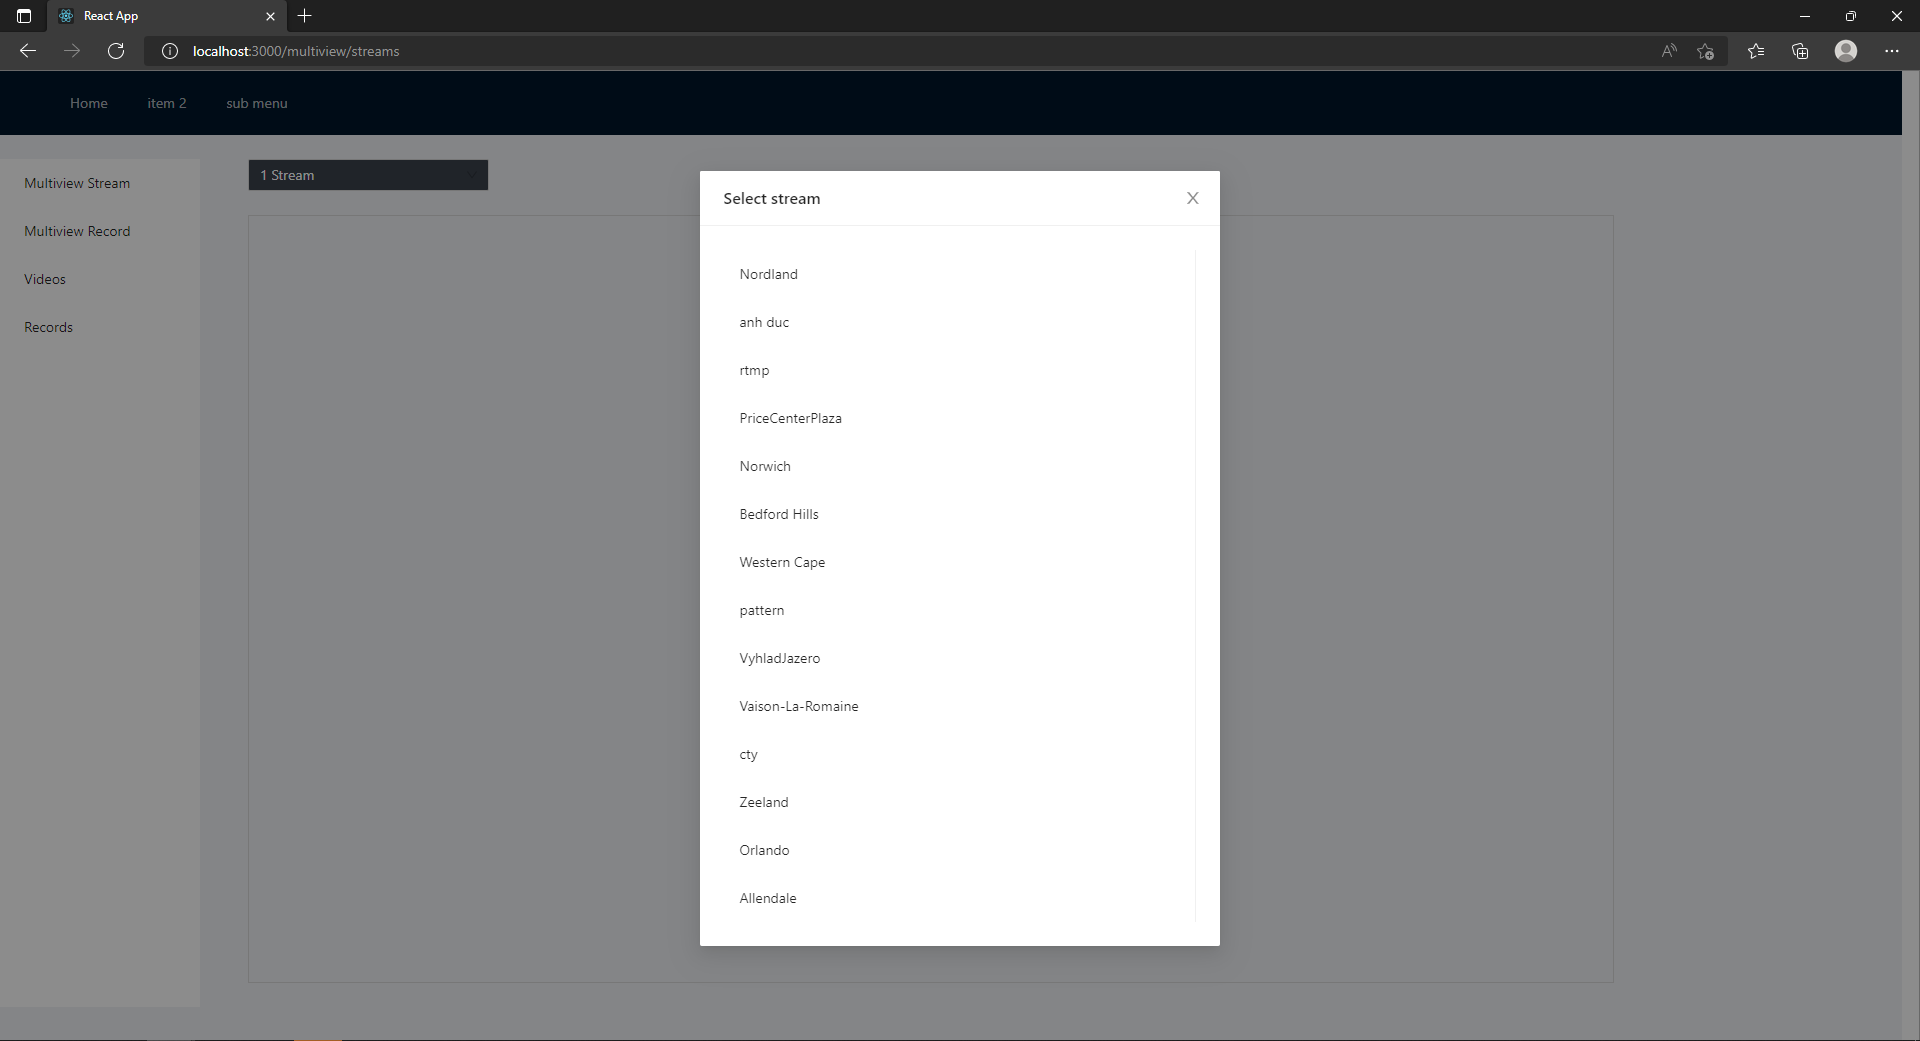 React App
localhost:3000/multiview/streams
Home item 2 sub menu
Multiview Stream
Multiview Record
Videos
Records
1 Stream
Select stream
Nordland
anh duc
rtmp
PriceCenterPlaza
Norwich
Bedford Hills
Western Cape
pattern
VyhladJazero
Vaison-La-Romaine
cty
Zeeland
Orlando
Allendale